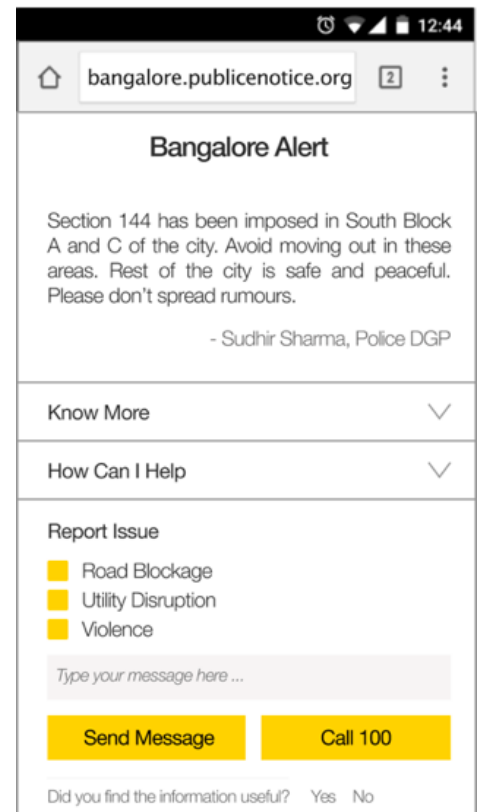 12:44
bangalore.publicenotice.org 2
Bangalore Alert
Section 144 has been imposed in South Block
A and C of the city. Avoid moving out in these
areas. Rest of the city is safe and peaceful.
Please don't spread rumours.
- Sudhir Sharma, Police DGP
Know More
How Can I Help
Report Issue
Road Blockage
Utility Disruption
Violence
Type your message here ...
Send Message Call 100
Did you find the information useful? Yes No